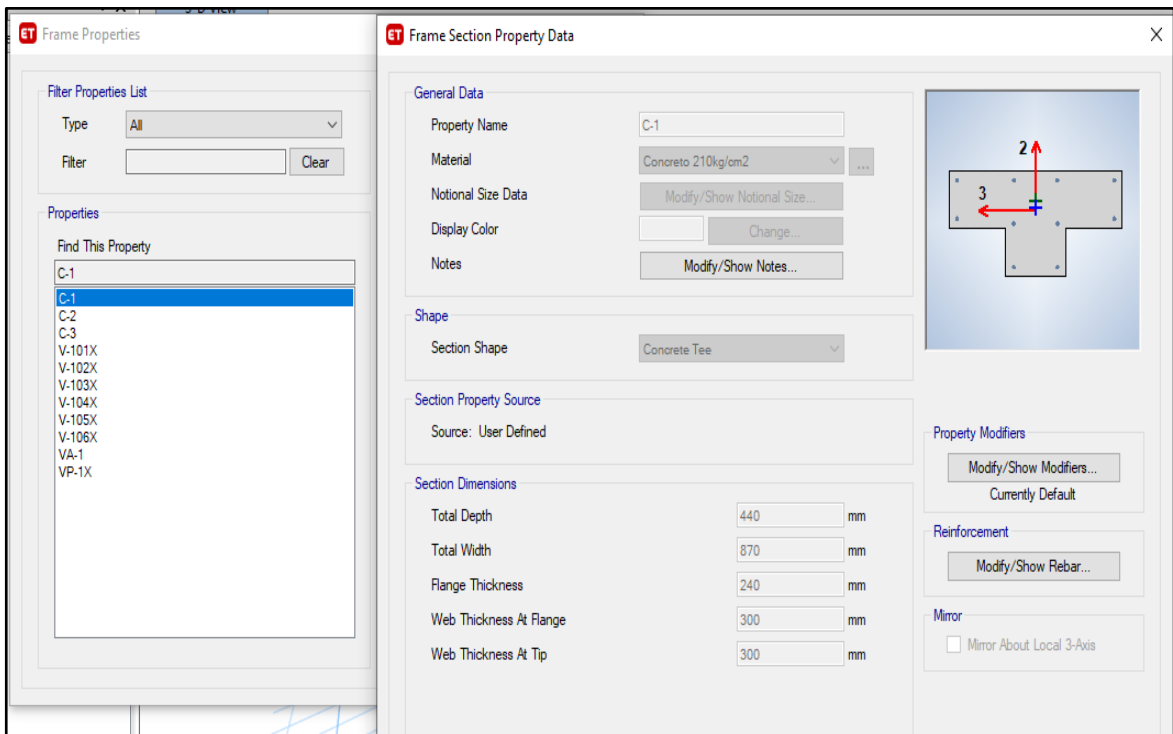 3-D View
ET Frame Properties
Filter Properties List
Type All
Filter Clear
Properties
Find This Property
C-1
C-1
C-2
C-3
V-101X
V-102X
V-103X
V-104X
V-105X
V-106X
VA-1
VP-1X
ET Frame Section Property Data
General Data
Property Name C-1
Material Concreto 210kg/cm2 ...
Notional Size Data Modify/Show Notional Size...
Display Color Change...
Notes Modify/Show Notes...
Shape
Section Shape Concrete Tee
Section Property Source
Source: User Defined
Section Dimensions
Total Depth 440 mm
Total Width 870 mm
Flange Thickness 240 mm
Web Thickness At Flange 300 mm
Web Thickness At Tip 300 mm
2
3
Property Modifiers
Modify/Show Modifiers...
Currently Default
Reinforcement
Modify/Show Rebar...
Mirror
Mirror About Local 3-Axis